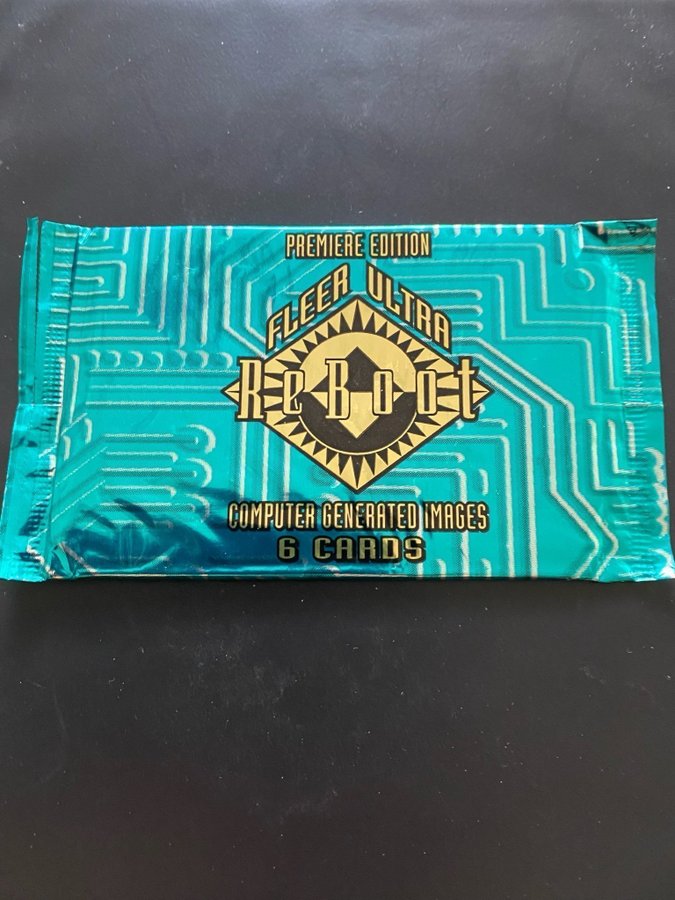 PREMIERE EDITION
FLEER ULTRA
ReBoot
COMPUTER GENERATED IMAGES
6 CARDS